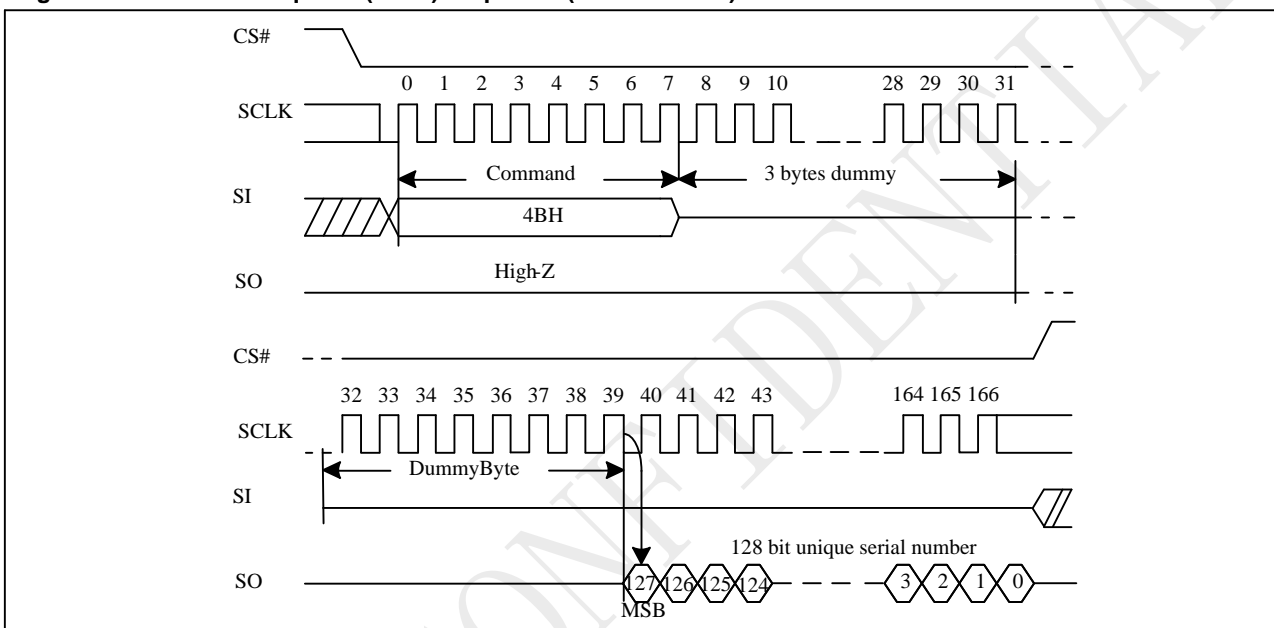 CS#
0 1 2 3 4 5 6 7 8 9 10 28 29 30 31
SCLK
Command 3 bytes dummy
SI
4BH
High-Z
SO
CS#
32 33 34 35 36 37 38 39 40 41 42 43 164 165 166
SCLK
DummyByte
SI
128 bit unique serial number
SO 127 126 125 124 3 2 1 0
MSB
CONFIDENTIAL